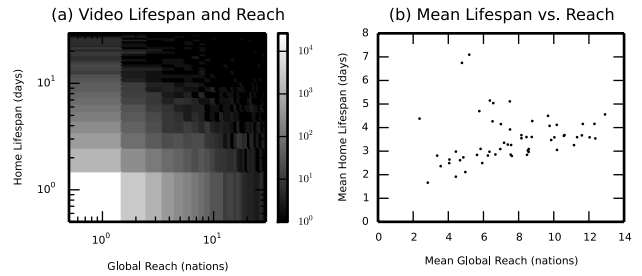 (a) Video Lifespan and Reach
(b) Mean Lifespan vs. Reach
Home Lifespan (days)
10^1
10^0
10^0
10^1
Global Reach (nations)
10^4
10^3
10^2
10^1
10^0
Mean Home Lifespan (days)
8
7
6
5
4
3
2
1
0
0 2 4 6 8 10 12 14
Mean Global Reach (nations)